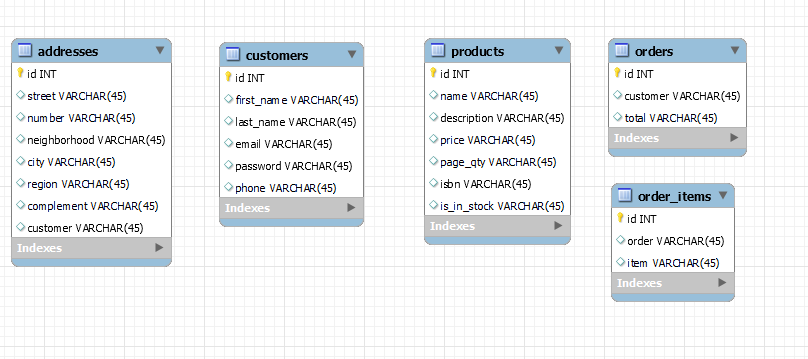 addresses
id INT
street VARCHAR(45)
number VARCHAR(45)
neighborhood VARCHAR(45)
city VARCHAR(45)
region VARCHAR(45)
complement VARCHAR(45)
customer VARCHAR(45)
Indexes
customers
id INT
first_name VARCHAR(45)
last_name VARCHAR(45)
email VARCHAR(45)
password VARCHAR(45)
phone VARCHAR(45)
Indexes
products
id INT
name VARCHAR(45)
description VARCHAR(45)
price VARCHAR(45)
page_qty VARCHAR(45)
isbn VARCHAR(45)
is_in_stock VARCHAR(45)
Indexes
orders
id INT
customer VARCHAR(45)
total VARCHAR(45)
Indexes
order_items
id INT
order VARCHAR(45)
item VARCHAR(45)
Indexes